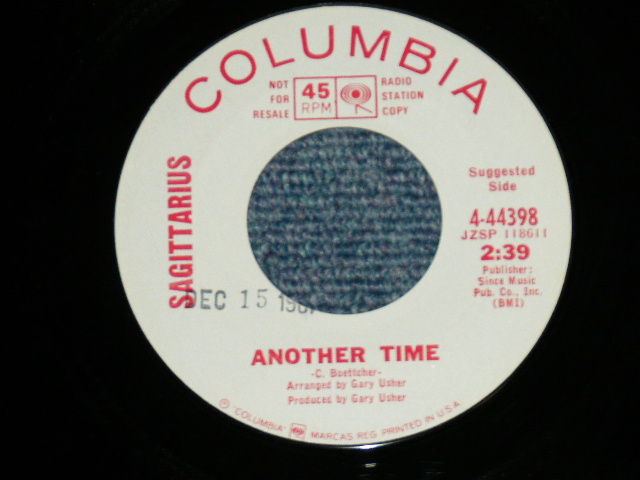 COLUMBIA
NOT FOR RESALE
45 RPM
RADIO STATION COPY
SAGITTARIUS
Suggested
Side
4-44398
JZSP 118611
2:39
Publisher:
Since Music
Pub. Co., Inc.
(BMI)
DEC 15
ANOTHER TIME
-C. Boettcher-
Arranged by Gary Usher
Produced by Gary Usher
"COLUMBIA" MARCAS REG. PRINTED IN U.S.A.